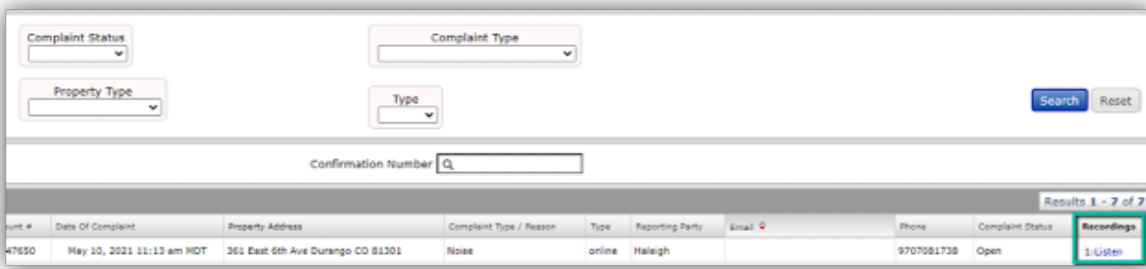 Complaint Status
Complaint Type
Property Type
Type
Search Reset
Confirmation Number
Results 1 - 7 of 7
ount # Date Of Complaint Property Address Complaint Type / Reason Type Reporting Party Email Phone Complaint Status Recordings
47650 May 10, 2021 11:13 am MDT 361 East 6th Ave Durango CO 81301 Noise online Haleigh 9707081738 Open 1:Listen